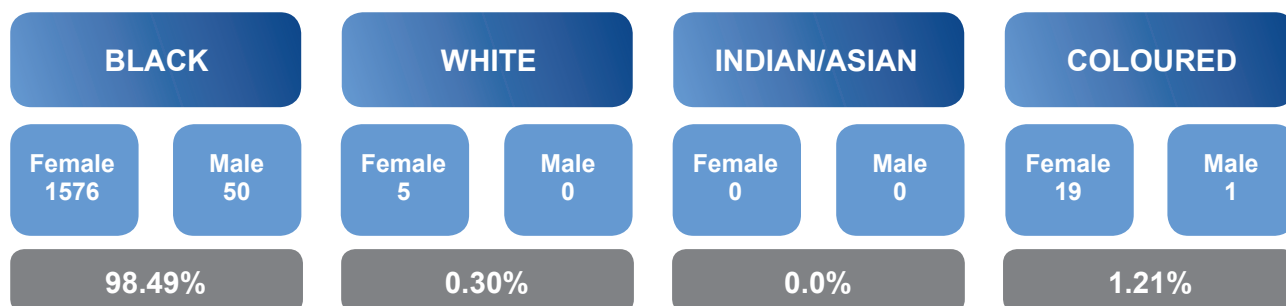 BLACK
WHITE
INDIAN/ASIAN
COLOURED
Female
1576
Male
50
Female
5
Male
0
Female
0
Male
0
Female
19
Male
1
98.49%
0.30%
0.0%
1.21%